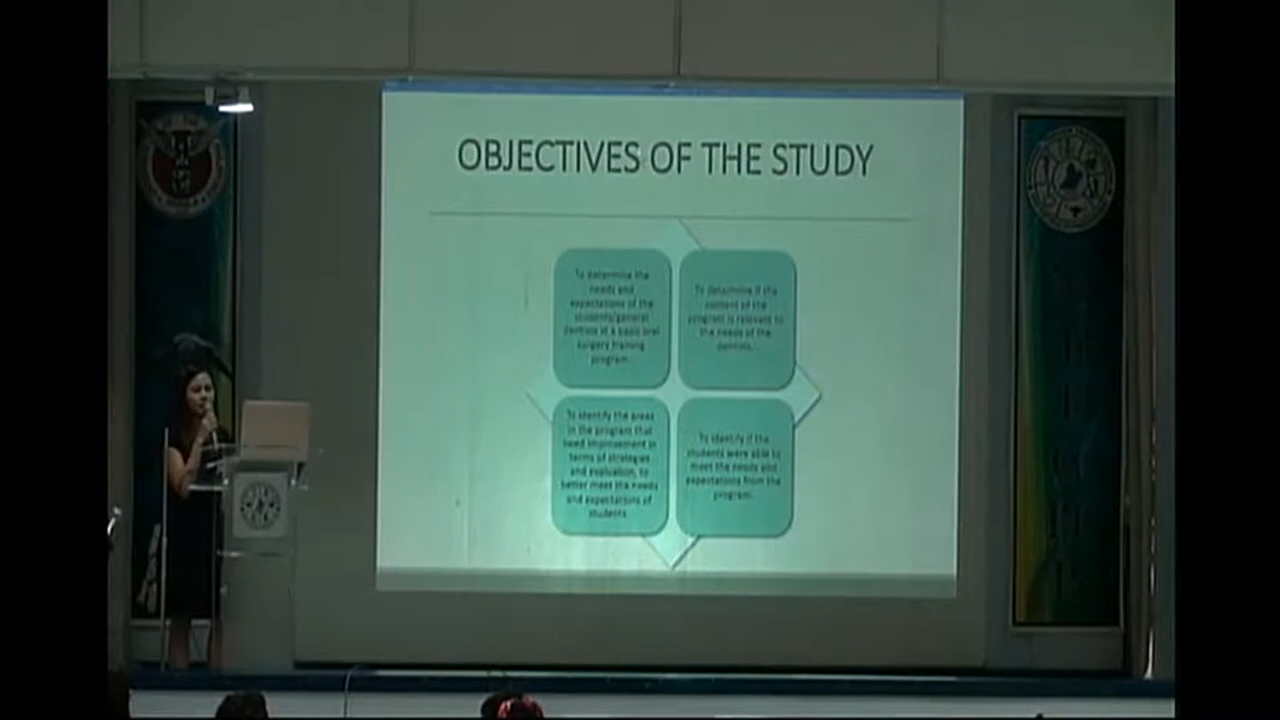 OBJECTIVES OF THE STUDY
To determine the
needs and
expectations of the
students/general
dentists in a basic oral
surgery training
program.
To determine if the
content of the
program is relevant to
the needs of the
dentists.
To identify the areas
in the program that
need improvement in
terms of strategies
and evaluation, to
better meet the needs
and expectations of
students
To identify if the
students were able to
meet the needs and
expectations from the
program.